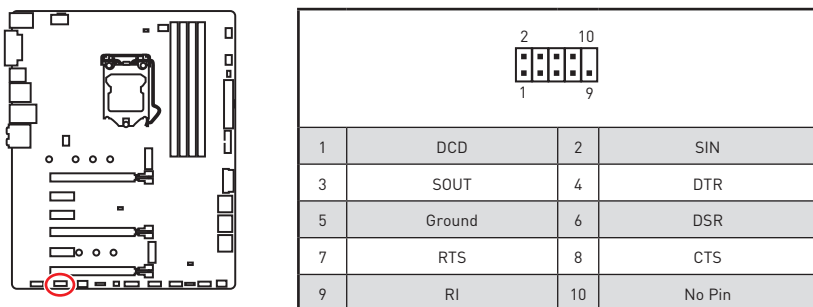 2 10
1 9
1 DCD 2 SIN
3 SOUT 4 DTR
5 Ground 6 DSR
7 RTS 8 CTS
9 RI 10 No Pin